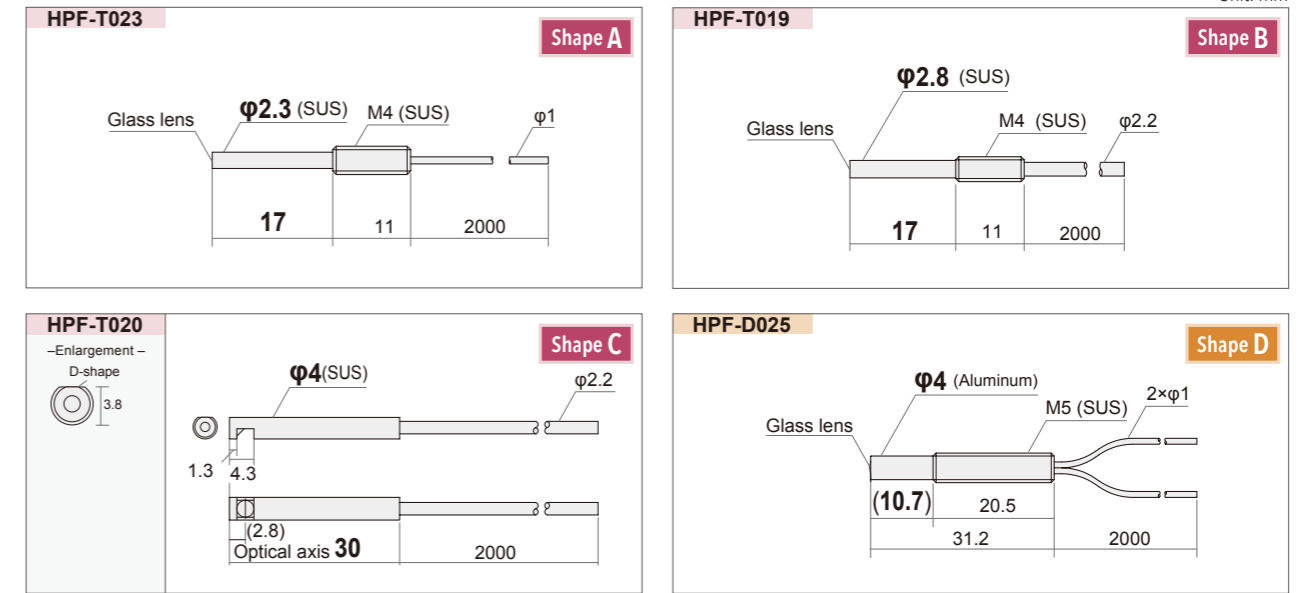 Unit: mm
HPF-T023
Shape A
Glass lens
φ2.3 (SUS)
M4 (SUS)
φ1
17
11
2000
HPF-T019
Shape B
Glass lens
φ2.8 (SUS)
M4 (SUS)
φ2.2
17
11
2000
HPF-T020
–Enlargement –
D-shape
3.8
Shape C
φ4(SUS)
φ2.2
1.3
4.3
(2.8)
Optical axis 30
2000
HPF-D025
Shape D
Glass lens
φ4 (Aluminum)
M5 (SUS)
2×φ1
(10.7)
20.5
31.2
2000